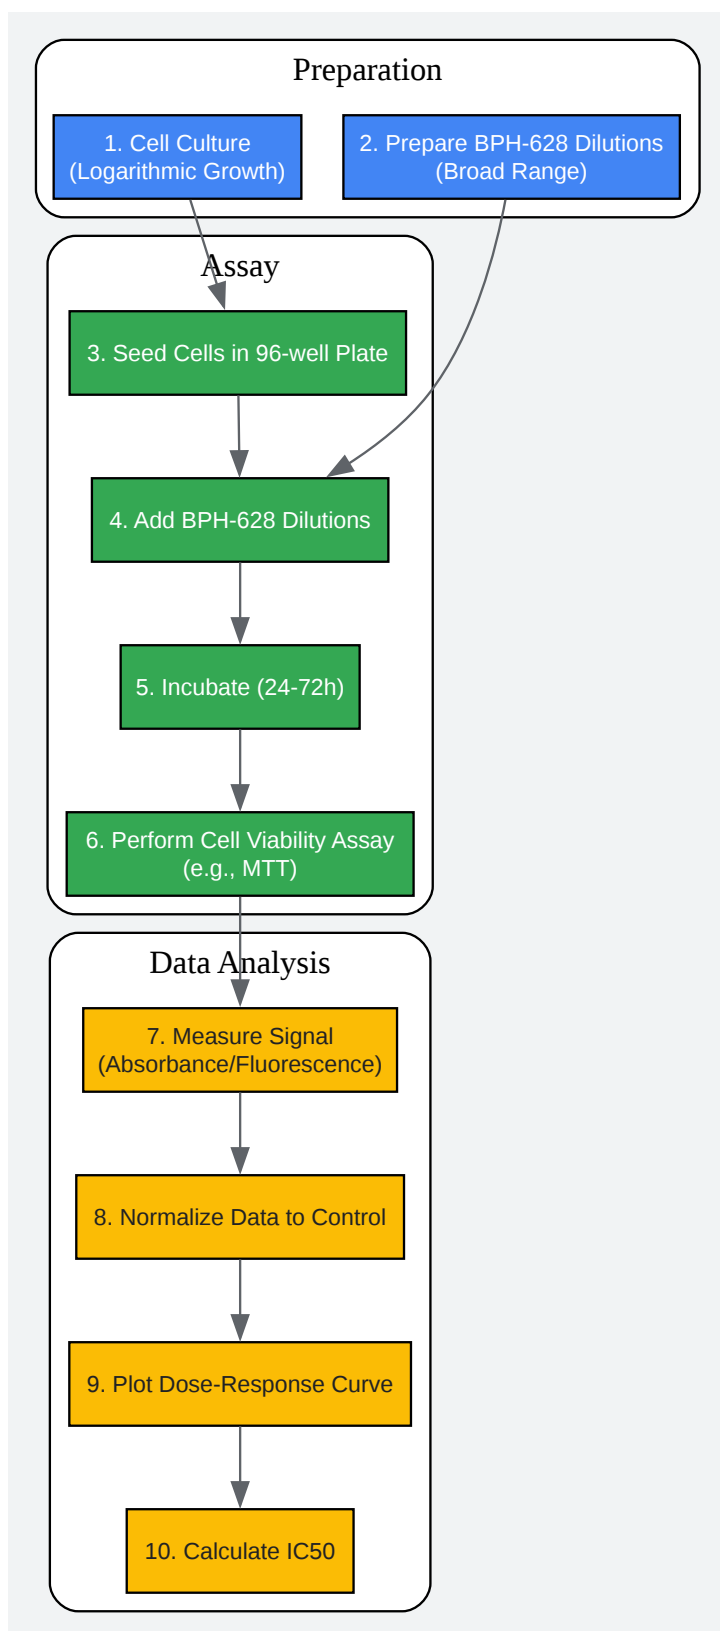 Preparation
1. Cell Culture
(Logarithmic Growth)
2. Prepare BPH-628 Dilutions
(Broad Range)
Assay
3. Seed Cells in 96-well Plate
4. Add BPH-628 Dilutions
5. Incubate (24-72h)
6. Perform Cell Viability Assay
(e.g., MTT)
Data Analysis
7. Measure Signal
(Absorbance/Fluorescence)
8. Normalize Data to Control
9. Plot Dose-Response Curve
10. Calculate IC50